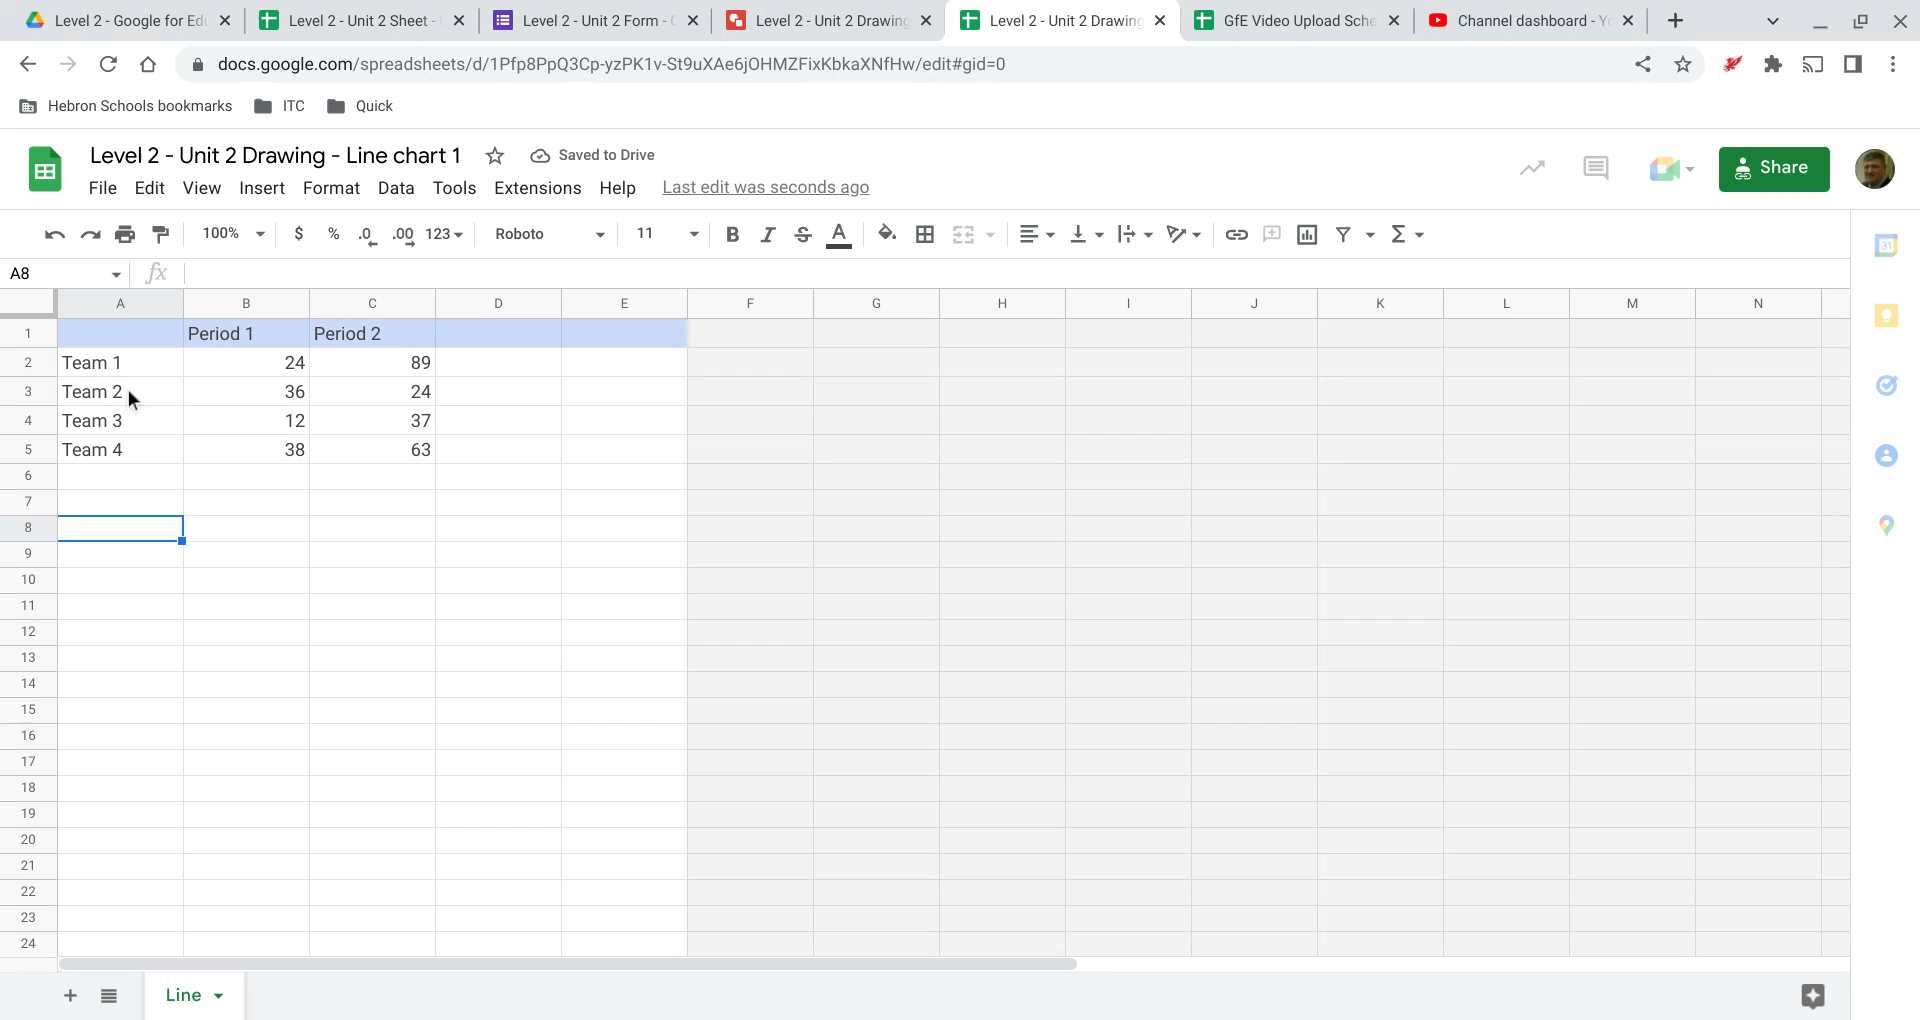 Level 2 - Google for Edu
Level 2 - Unit 2 Sheet -
Level 2 - Unit 2 Form -
Level 2 - Unit 2 Drawing
Level 2 - Unit 2 Drawing
GfE Video Upload Sche
Channel dashboard - Yo
docs.google.com/spreadsheets/d/1Pfp8PpQ3Cp-yzPK1v-St9uXAe6jOHMZFixKbkaXNfHw/edit#gid=0
Hebron Schools bookmarks ITC Quick
Level 2 - Unit 2 Drawing - Line chart 1 Saved to Drive
File Edit View Insert Format Data Tools Extensions Help Last edit was seconds ago
Share
100% $ % .0 .00 123 Roboto 11 B I S A Σ
31
A8 fx
A B C D E F G H I J K L M N
1 Period 1 Period 2
2 Team 1 24 89
3 Team 2 36 24
4 Team 3 12 37
5 Team 4 38 63
6
7
8
9
10
11
12
13
14
15
16
17
18
19
20
21
22
23
24
Line